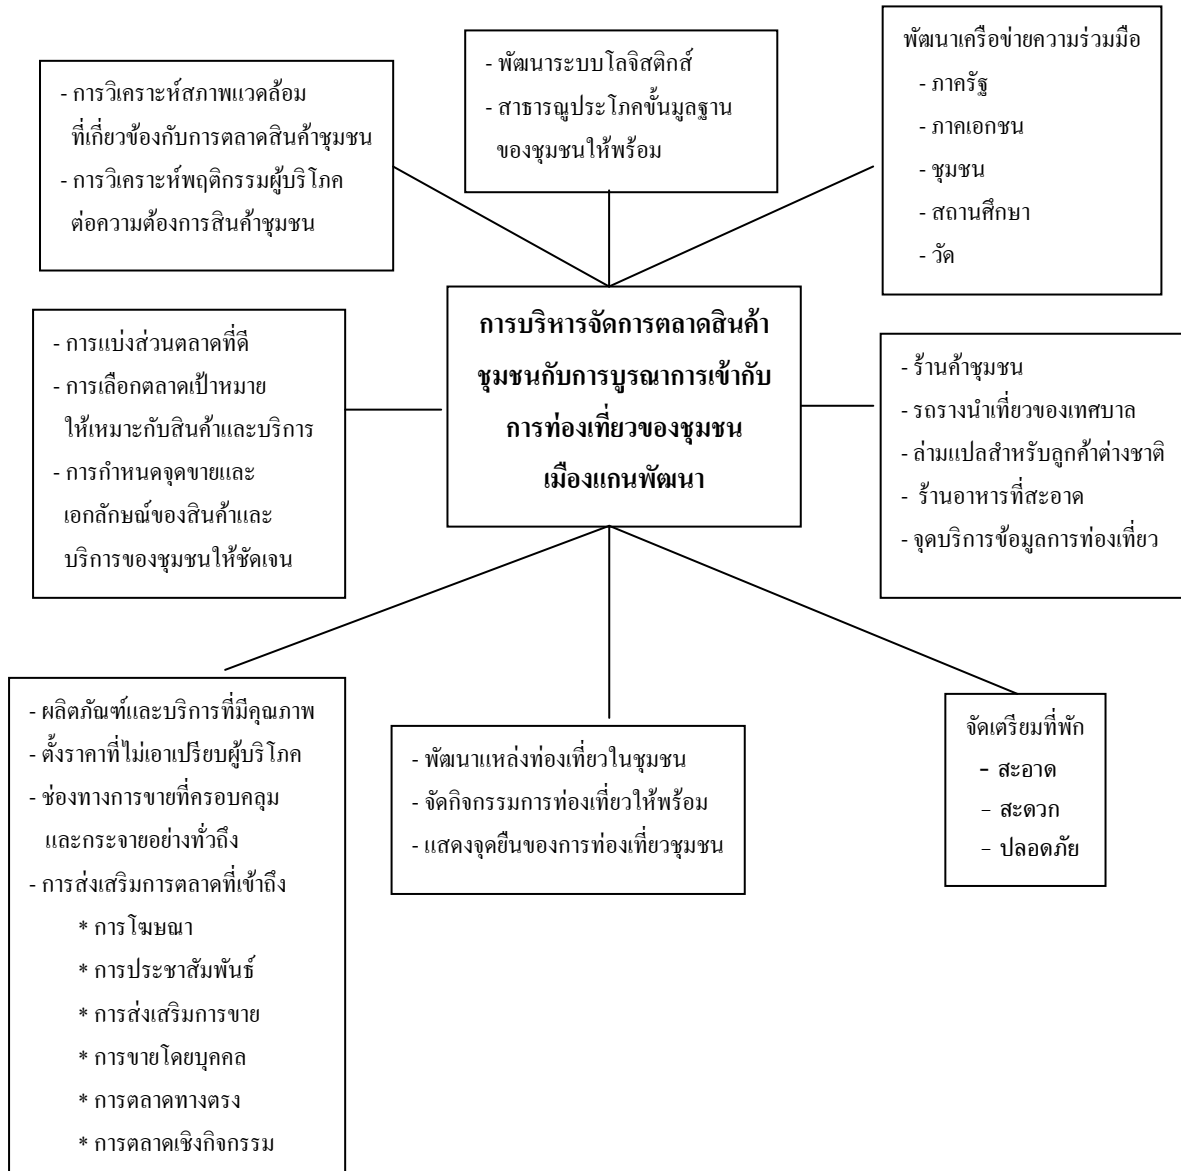 - การวิเคราะห์สภาพแวดล้อม
ที่เกี่ยวข้องกับการตลาดสินค้าชุมชน
- การวิเคราะห์พฤติกรรมผู้บริโภค
ต่อความต้องการสินค้าชุมชน
- พัฒนาระบบโลจิสติกส์
- สาธารณูประโภคขั้นมูลฐาน
ของชุมชนให้พร้อม
พัฒนาเครือข่ายความร่วมมือ
- ภาครัฐ
- ภาคเอกชน
- ชุมชน
- สถานศึกษา
- วัด
- การแบ่งส่วนตลาดที่ดี
- การเลือกตลาดเป้าหมาย
ให้เหมาะกับสินค้าและบริการ
- การกำหนดจุดขายและ
เอกลักษณ์ของสินค้าและ
บริการของชุมชนให้ชัดเจน
การบริหารจัดการตลาดสินค้า
ชุมชนกับการบูรณาการเข้ากับ
การท่องเที่ยวของชุมชน
เมืองแกนพัฒนา
- ร้านค้าชุมชน
- รถรางนำเที่ยวของเทศบาล
- ล่ามแปลสำหรับลูกค้าต่างชาติ
- ร้านอาหารที่สะอาด
- จุดบริการข้อมูลการท่องเที่ยว
- ผลิตภัณฑ์และบริการที่มีคุณภาพ
- ตั้งราคาที่ไม่เอาเปรียบผู้บริโภค
- ช่องทางการขายที่ครอบคลุม
และกระจายอย่างทั่วถึง
- การส่งเสริมการตลาดที่เข้าถึง
* การโฆษณา
* การประชาสัมพันธ์
* การส่งเสริมการขาย
* การขายโดยบุคคล
* การตลาดทางตรง
* การตลาดเชิงกิจกรรม
- พัฒนาแหล่งท่องเที่ยวในชุมชน
- จัดกิจกรรมการท่องเที่ยวให้พร้อม
- แสดงจุดยืนของการท่องเที่ยวชุมชน
จัดเตรียมที่พัก
- สะอาด
- สะดวก
- ปลอดภัย